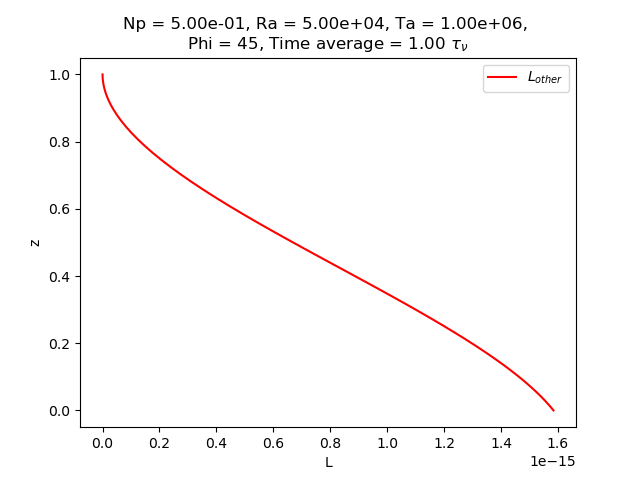 Np = 5.00e-01, Ra = 5.00e+04, Ta = 1.00e+06,
Phi = 45, Time average = 1.00 τν
L_other
1.0
0.8
0.6
z
0.4
0.2
0.0
0.0 0.2 0.4 0.6 0.8 1.0 1.2 1.4 1.6
L 1e−15